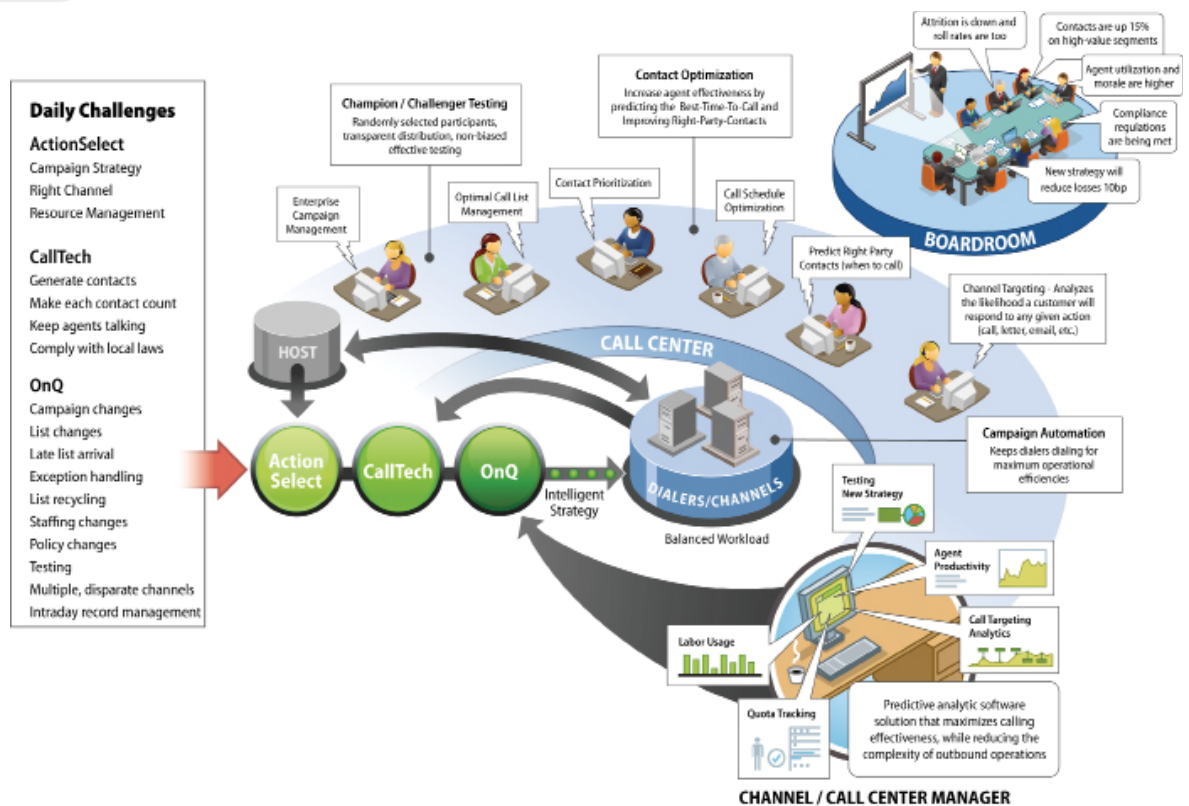 Daily Challenges
ActionSelect
Campaign Strategy
Right Channel
Resource Management
CallTech
Generate contacts
Make each contact count
Keep agents talking
Comply with local laws
OnQ
Campaign changes
List changes
Late list arrival
Exception handling
List recycling
Staffing changes
Policy changes
Testing
Multiple, disparate channels
Intraday record management
Champion / Challenger Testing
Randomly selected participants,
transparent distribution, non-biased
effective testing
Contact Optimization
Increase agent effectiveness by
predicting the Best-Time-To-Call and
Improving Right-Party-Contacts
Attrition is down and
roll rates are too
Contacts are up 15%
on high-value segments
Agent utilization and
morale are higher
Compliance
regulations
are being met
New strategy will
reduce losses 10bp
BOARDROOM
Enterprise
Campaign
Management
Optimal Call List
Management
Contact Prioritization
Call Schedule
Optimization
Predict Right Party
Contacts (when to call)
Channel Targeting - Analyzes
the likelihood a customer will
respond to any given action
(call, letter, email, etc.)
HOST
CALL CENTER
Action
Select
CallTech
OnQ
Intelligent
Strategy
DIALERS/CHANNELS
Balanced Workload
Campaign Automation
Keeps dialers dialing for
maximum operational
efficiencies
Testing
New Strategy
Agent
Productivity
Call Targeting
Analytics
Labor Usage
Quota Tracking
Predictive analytic software
solution that maximizes calling
effectiveness, while reducing the
complexity of outbound operations
CHANNEL / CALL CENTER MANAGER